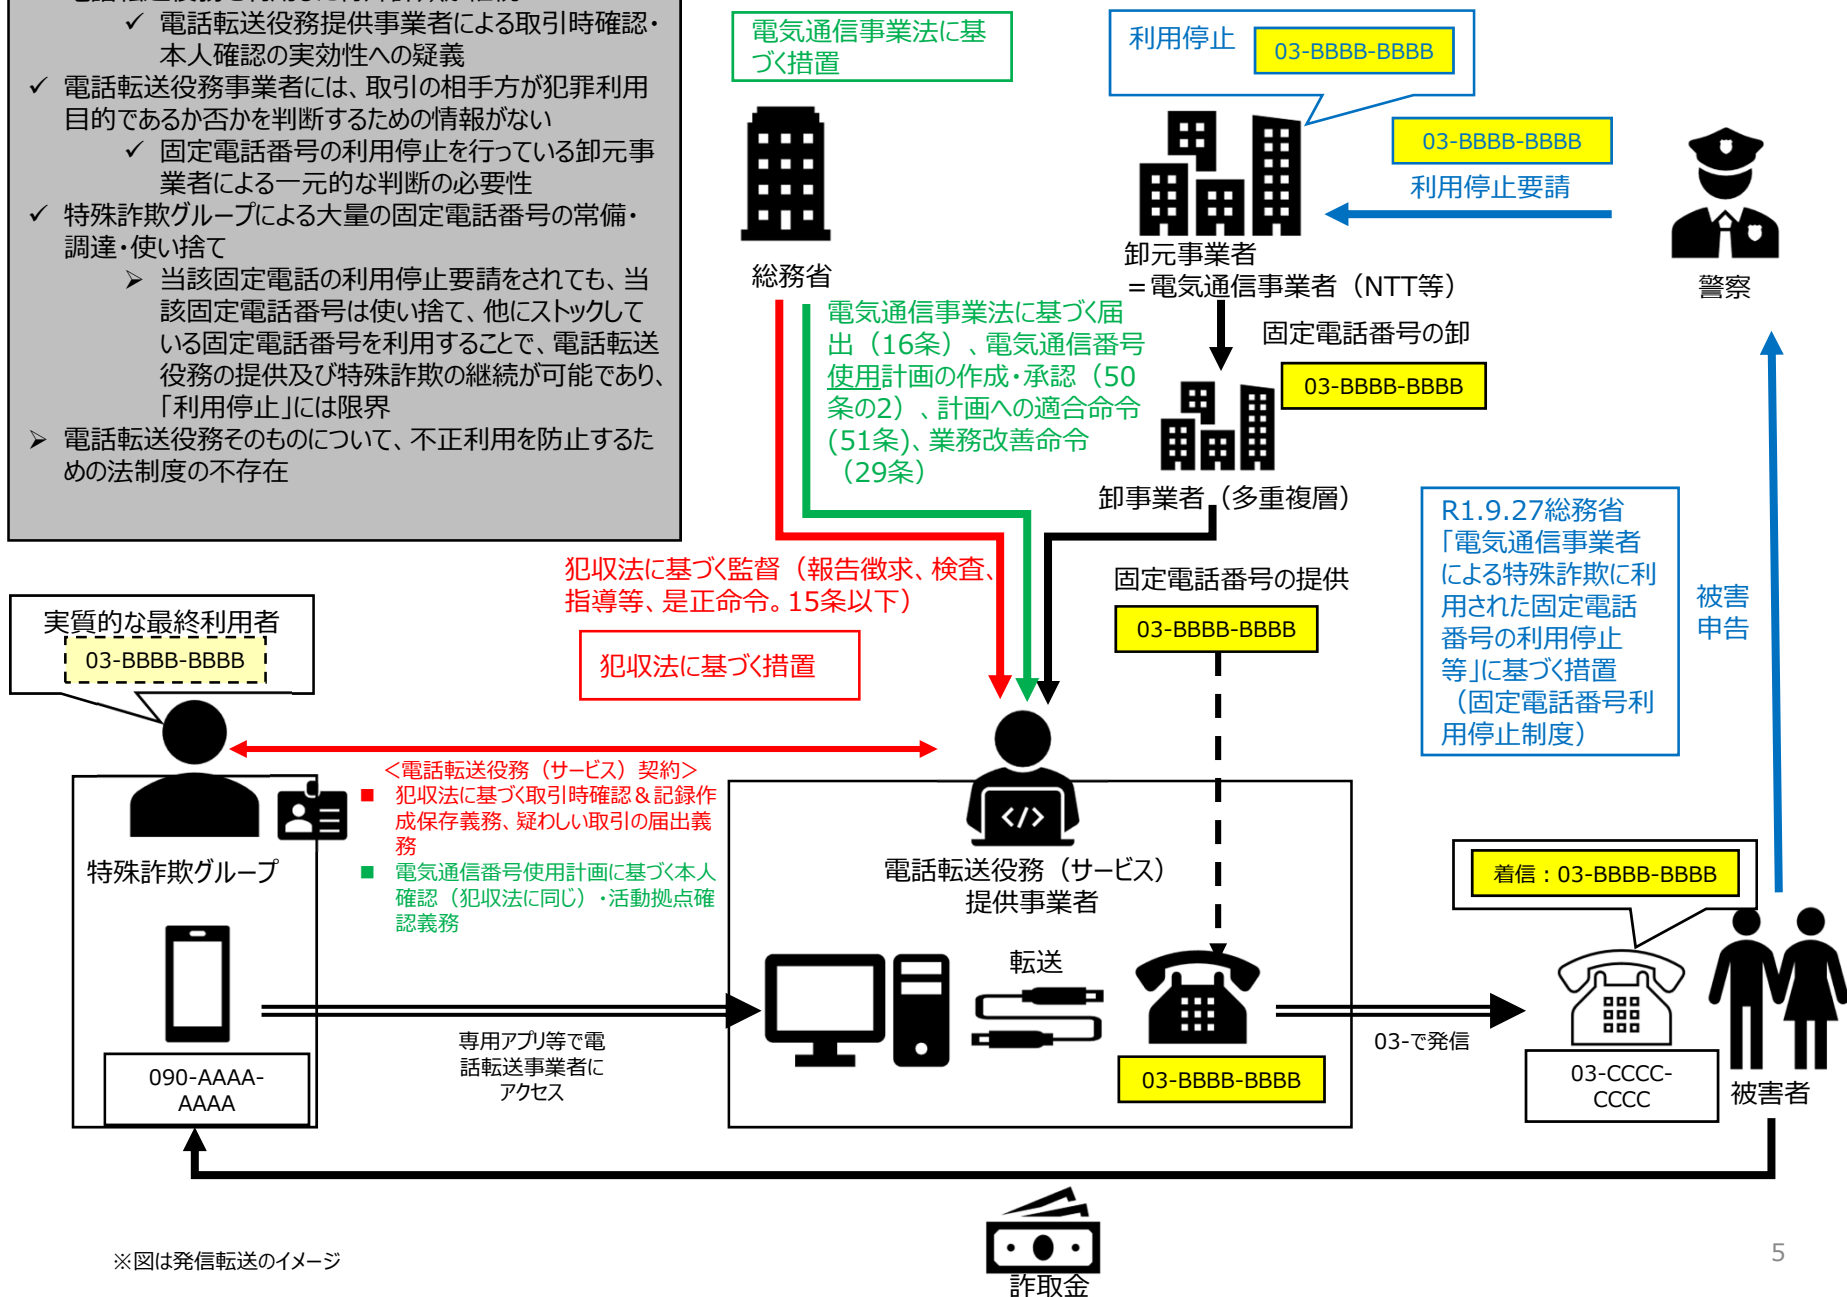 ✓ 電話転送役務提供事業者による取引時確認・
本人確認の実効性への疑義
✓ 電話転送役務事業者には、取引の相手方が犯罪利用
目的であるか否かを判断するための情報がない
✓ 固定電話番号の利用停止を行っている卸元事
業者による一元的な判断の必要性
✓ 特殊詐欺グループによる大量の固定電話番号の常備・
調達・使い捨て
➢ 当該固定電話の利用停止要請をされても、当
該固定電話番号は使い捨て、他にストックして
いる固定電話番号を利用することで、電話転送
役務の提供及び特殊詐欺の継続が可能であり、
「利用停止」には限界
➢ 電話転送役務そのものについて、不正利用を防止するた
めの法制度の不存在
電気通信事業法に基
づく措置
総務省
利用停止
03-BBBB-BBBB
03-BBBB-BBBB
利用停止要請
警察
卸元事業者
=電気通信事業者（NTT等）
固定電話番号の卸
03-BBBB-BBBB
卸事業者（多重複層）
電気通信事業法に基づく届
出（16条）、電気通信番号
使用計画の作成・承認（50
条の2）、計画への適合命令
(51条)、業務改善命令
（29条）
犯収法に基づく監督（報告徴求、検査、
指導等、是正命令。15条以下）
犯収法に基づく措置
固定電話番号の提供
03-BBBB-BBBB
R1.9.27総務省
「電気通信事業者
による特殊詐欺に利
用された固定電話
番号の利用停止
等」に基づく措置
（固定電話番号利
用停止制度）
被害
申告
実質的な最終利用者
03-BBBB-BBBB
特殊詐欺グループ
090-AAAA-
AAAA
＜電話転送役務（サービス）契約＞
■ 犯収法に基づく取引時確認＆記録作
成保存義務、疑わしい取引の届出義
務
■ 電気通信番号使用計画に基づく本人
確認（犯収法に同じ）・活動拠点確
認義務
専用アプリ等で電
話転送事業者に
アクセス
</>
電話転送役務（サービス）
提供事業者
転送
03-BBBB-BBBB
03-で発信
着信：03-BBBB-BBBB
03-CCCC-
CCCC
被害者
詐取金
※図は発信転送のイメージ
5